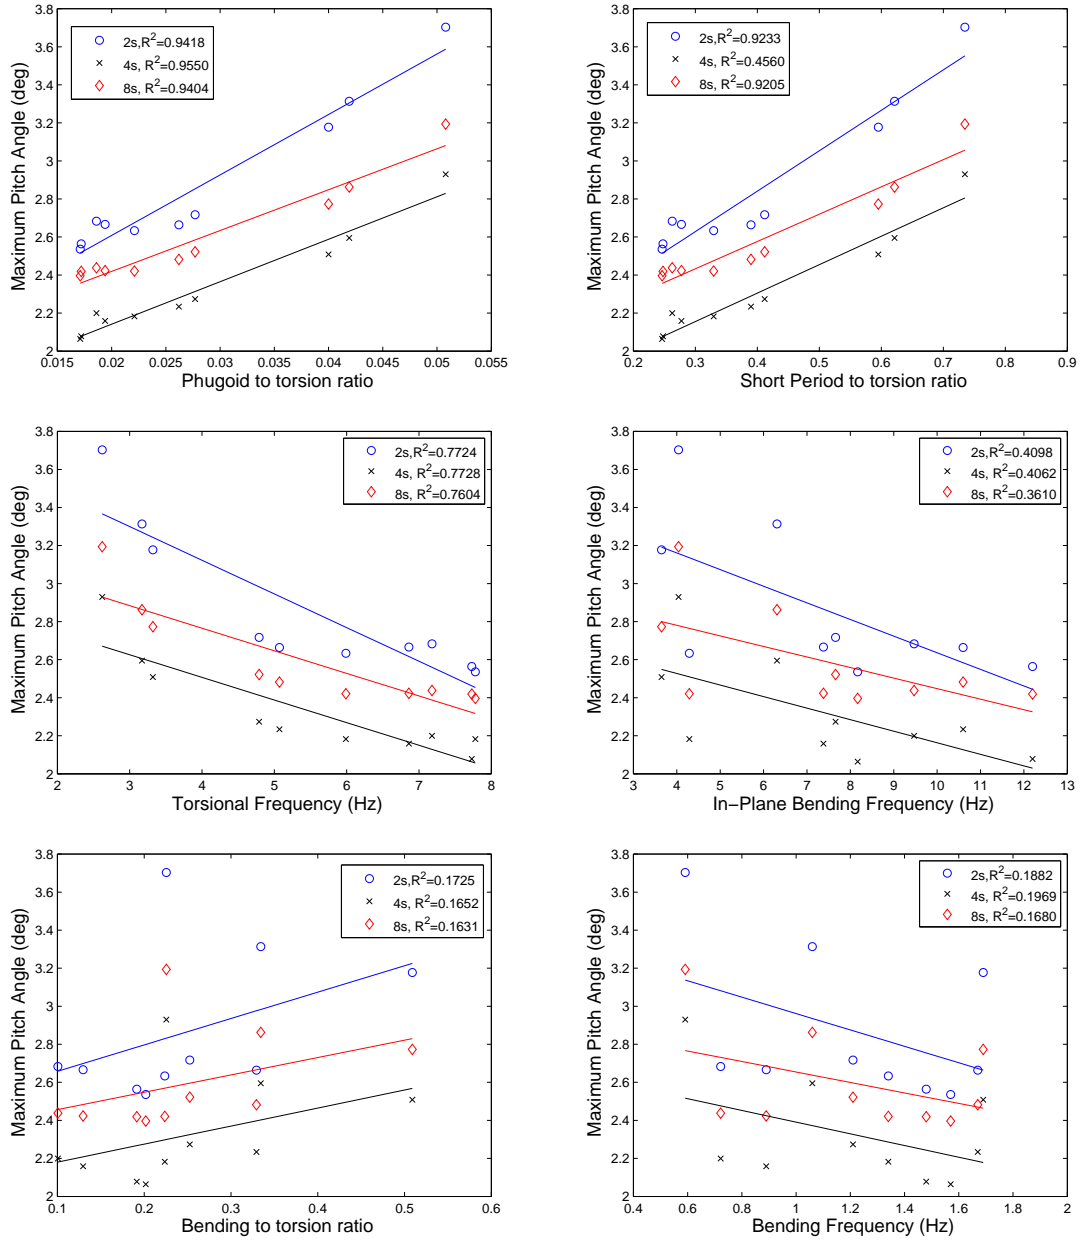 3.8
3.6
3.4
3.2
3
2.8
2.6
2.4
2.2
2
Maximum Pitch Angle (deg)
2s,R²=0.9418
4s, R²=0.9550
8s, R²=0.9404
0.015 0.02 0.025 0.03 0.035 0.04 0.045 0.05 0.055
Phugoid to torsion ratio
3.8
3.6
3.4
3.2
3
2.8
2.6
2.4
2.2
2
Maximum Pitch Angle (deg)
2s,R²=0.9233
4s, R²=0.4560
8s, R²=0.9205
0.2 0.3 0.4 0.5 0.6 0.7 0.8 0.9
Short Period to torsion ratio
3.8
3.6
3.4
3.2
3
2.8
2.6
2.4
2.2
2
Maximum Pitch Angle (deg)
2s,R²=0.7724
4s, R²=0.7728
8s, R²=0.7604
2 3 4 5 6 7 8
Torsional Frequency (Hz)
3.8
3.6
3.4
3.2
3
2.8
2.6
2.4
2.2
2
Maximum Pitch Angle (deg)
2s,R²=0.4098
4s, R²=0.4062
8s, R²=0.3610
3 4 5 6 7 8 9 10 11 12 13
In−Plane Bending Frequency (Hz)
3.8
3.6
3.4
3.2
3
2.8
2.6
2.4
2.2
2
Maximum Pitch Angle (deg)
2s,R²=0.1725
4s, R²=0.1652
8s, R²=0.1631
0.1 0.2 0.3 0.4 0.5 0.6
Bending to torsion ratio
3.8
3.6
3.4
3.2
3
2.8
2.6
2.4
2.2
2
Maximum Pitch Angle (deg)
2s,R²=0.1882
4s, R²=0.1969
8s, R²=0.1680
0.4 0.6 0.8 1 1.2 1.4 1.6 1.8 2
Bending Frequency (Hz)